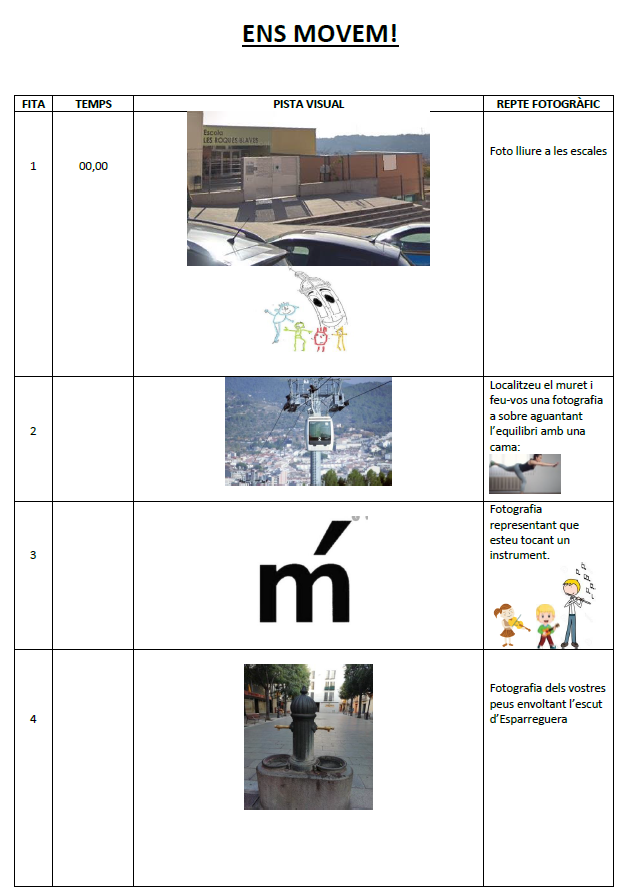 ENS MOVEM!
FITA TEMPS PISTA VISUAL REPTE FOTOGRÀFIC
1
00,00
Escola
LES ROQUES BLAVES
Foto lliure a les escales
2
Localitzeu el muret i
feu-vos una fotografia
a sobre aguantant
l'equilibri amb una
cama:
3
ḿ
Fotografia
representant que
esteu tocant un
instrument.
4
Fotografia dels vostres
peus envoltant l'escut
d'Esparreguera